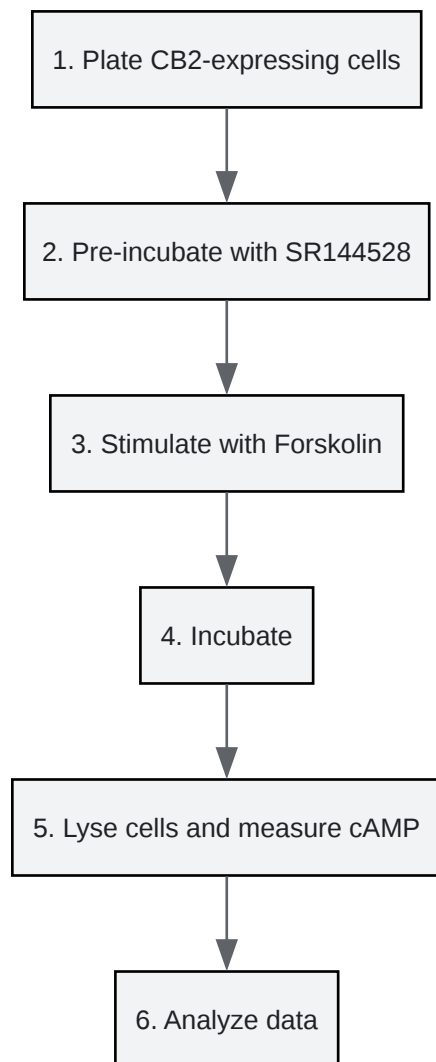 1. Plate CB2-expressing cells
2. Pre-incubate with SR144528
3. Stimulate with Forskolin
4. Incubate
5. Lyse cells and measure cAMP
6. Analyze data